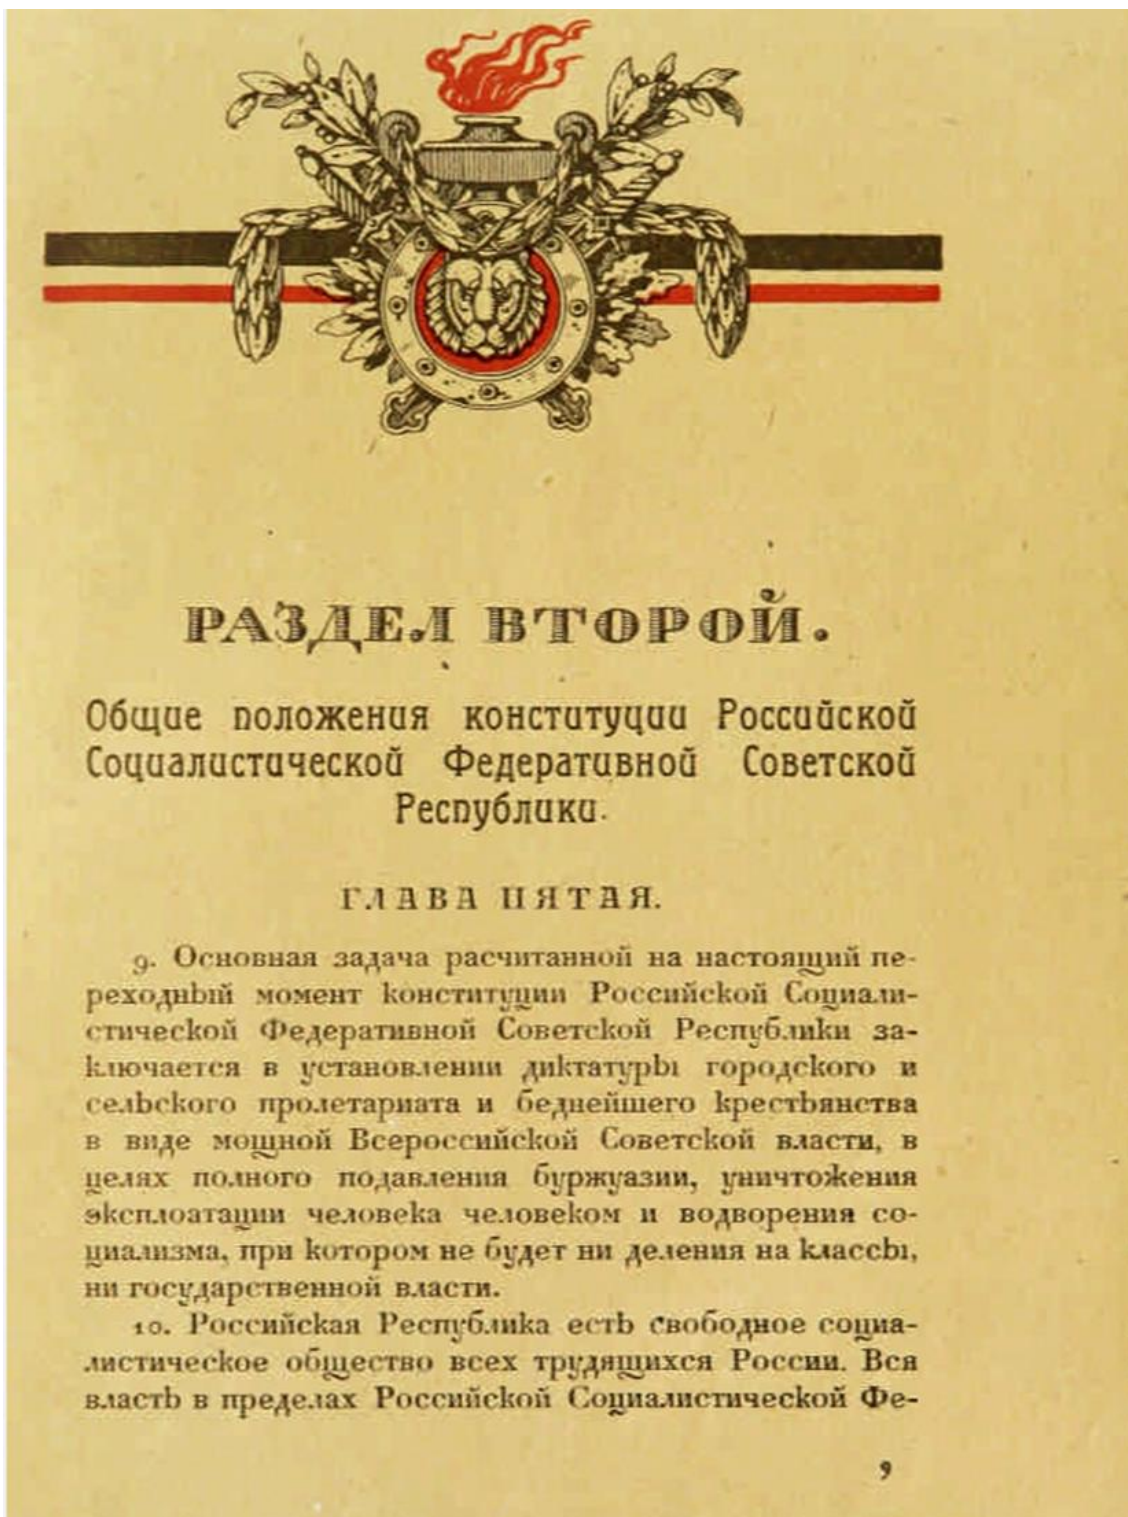 РАЗДЕЛ ВТОРОЙ.
Общие положения конституции Российской
Социалистической Федеративной Советской
Республики.
ГЛАВА ПЯТАЯ.
9. Основная задача расчитанной на настоящий пе-
реходный момент конституции Российской Социали-
стической Федеративной Советской Республики за-
ключается в установлении диктатуры городского и
сельского пролетариата и беднейшего крестьянства
в виде мощной Всероссийской Советской власти, в
целях полного подавления буржуазии, уничтожения
эксплоатации человека человеком и водворения со-
циализма, при котором не будет ни деления на классы,
ни государственной власти.
10. Российская Республика есть свободное социа-
листическое общество всех трудящихся России. Вся
власть в пределах Российской Социалистической Фе-
9